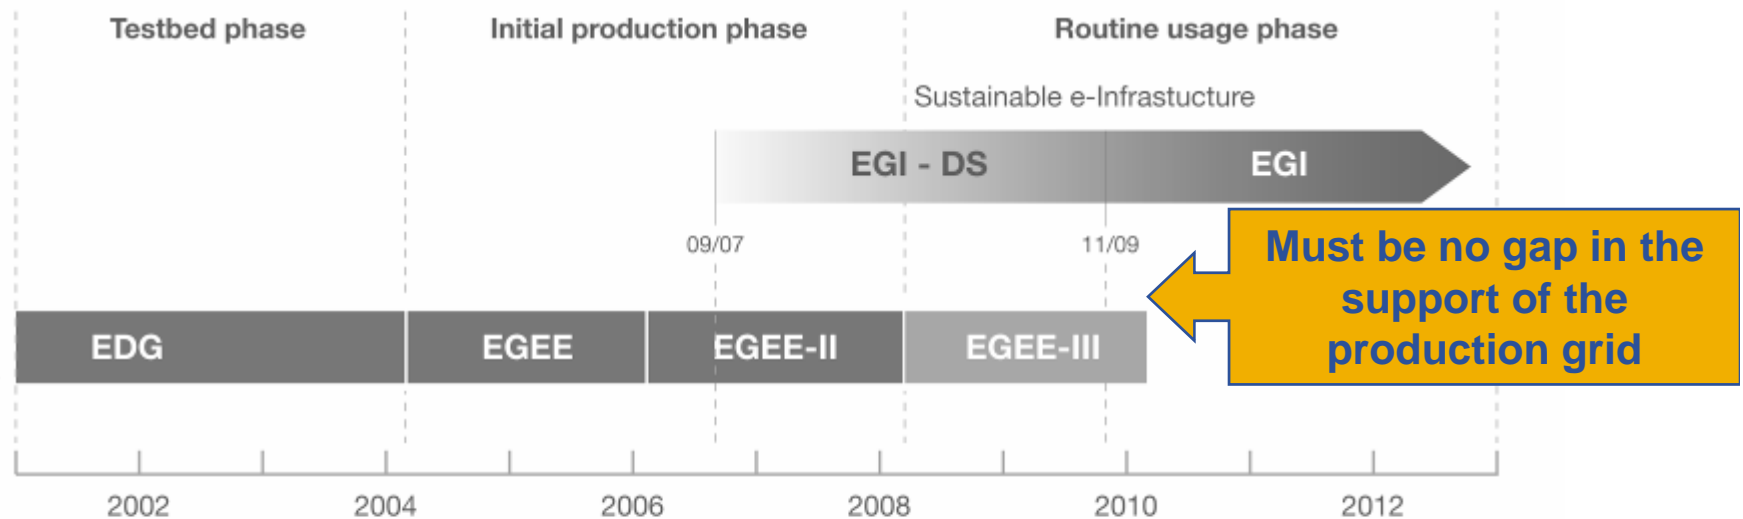 Testbed phase
Initial production phase
Routine usage phase
Sustainable e-Infrastucture
EGI - DS
EGI
09/07
11/09
Must be no gap in the
support of the
production grid
EDG
EGEE
EGEE-II
EGEE-III
2002
2004
2006
2008
2010
2012